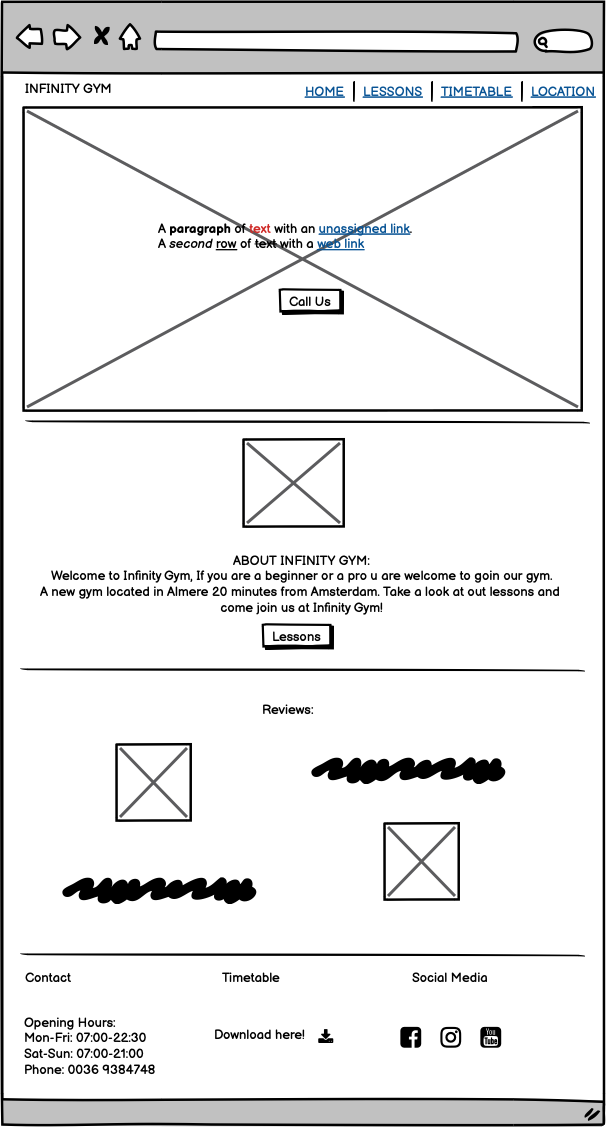 INFINITY GYM
HOME LESSONS TIMETABLE LOCATION
A paragraph of text with an unassigned link.
A second row of text with a web link
Call Us
ABOUT INFINITY GYM:
Welcome to Infinity Gym, If you are a beginner or a pro u are welcome to goin our gym.
A new gym located in Almere 20 minutes from Amsterdam. Take a look at out lessons and
come join us at Infinity Gym!
Lessons
Reviews:
Contact Timetable Social Media
Opening Hours:
Mon-Fri: 07:00-22:30
Sat-Sun: 07:00-21:00
Phone: 0036 9384748
Download here!
You
Tube